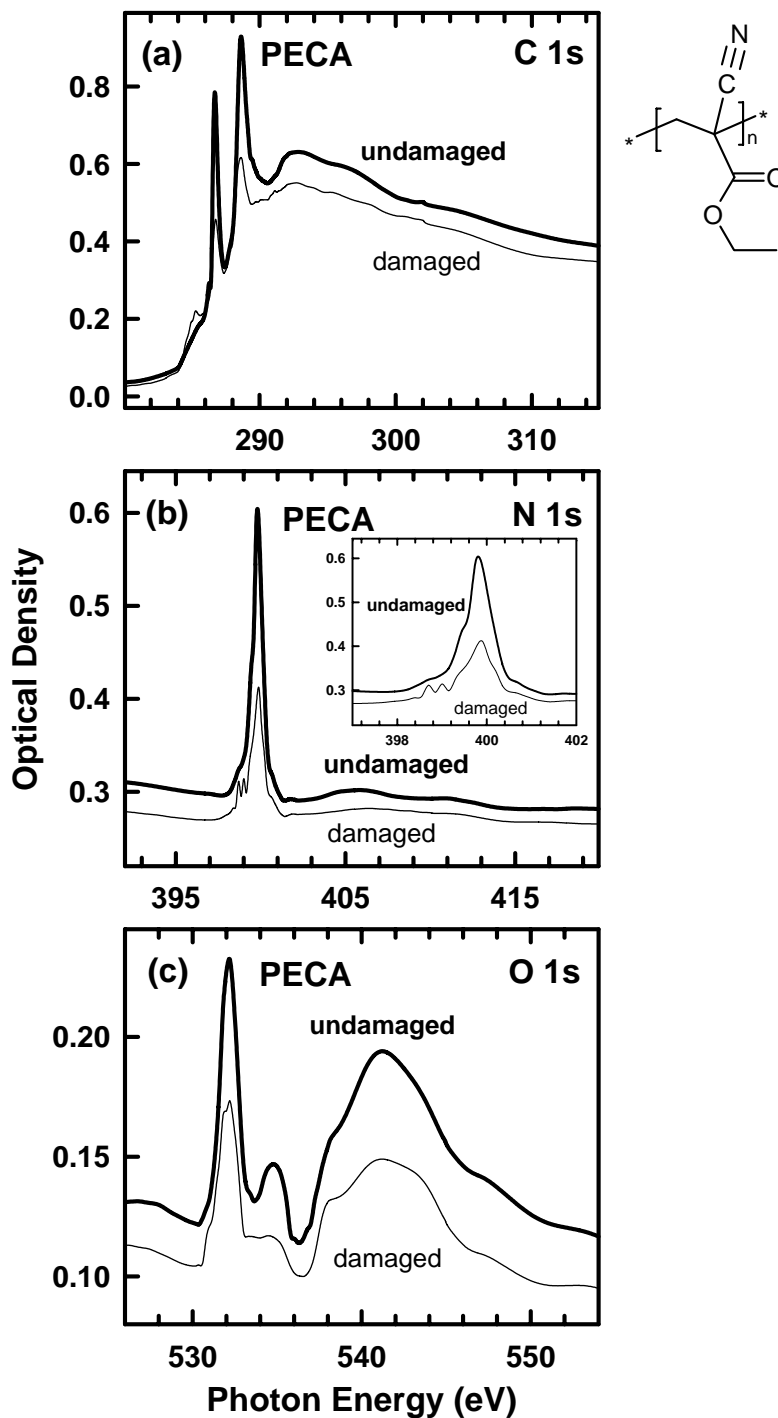 (a) PECA C 1s
undamaged
damaged
0.8
0.6
0.4
0.2
0.0
290 300 310
N
C
* [ ]n *
C O
O
(b) PECA N 1s
undamaged
damaged
0.6
0.5
0.4
0.3
398 400 402
undamaged
damaged
0.6
0.5
0.4
0.3
395 405 415
Optical Density
(c) PECA O 1s
undamaged
damaged
0.20
0.15
0.10
530 540 550
Photon Energy (eV)